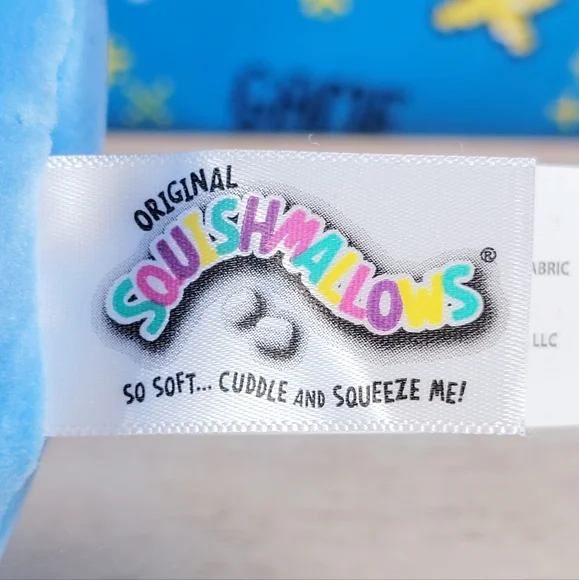 ORIGINAL
SQUISHMALLOWS®
SO SOFT... CUDDLE AND SQUEEZE ME!
ABRIC
LLC